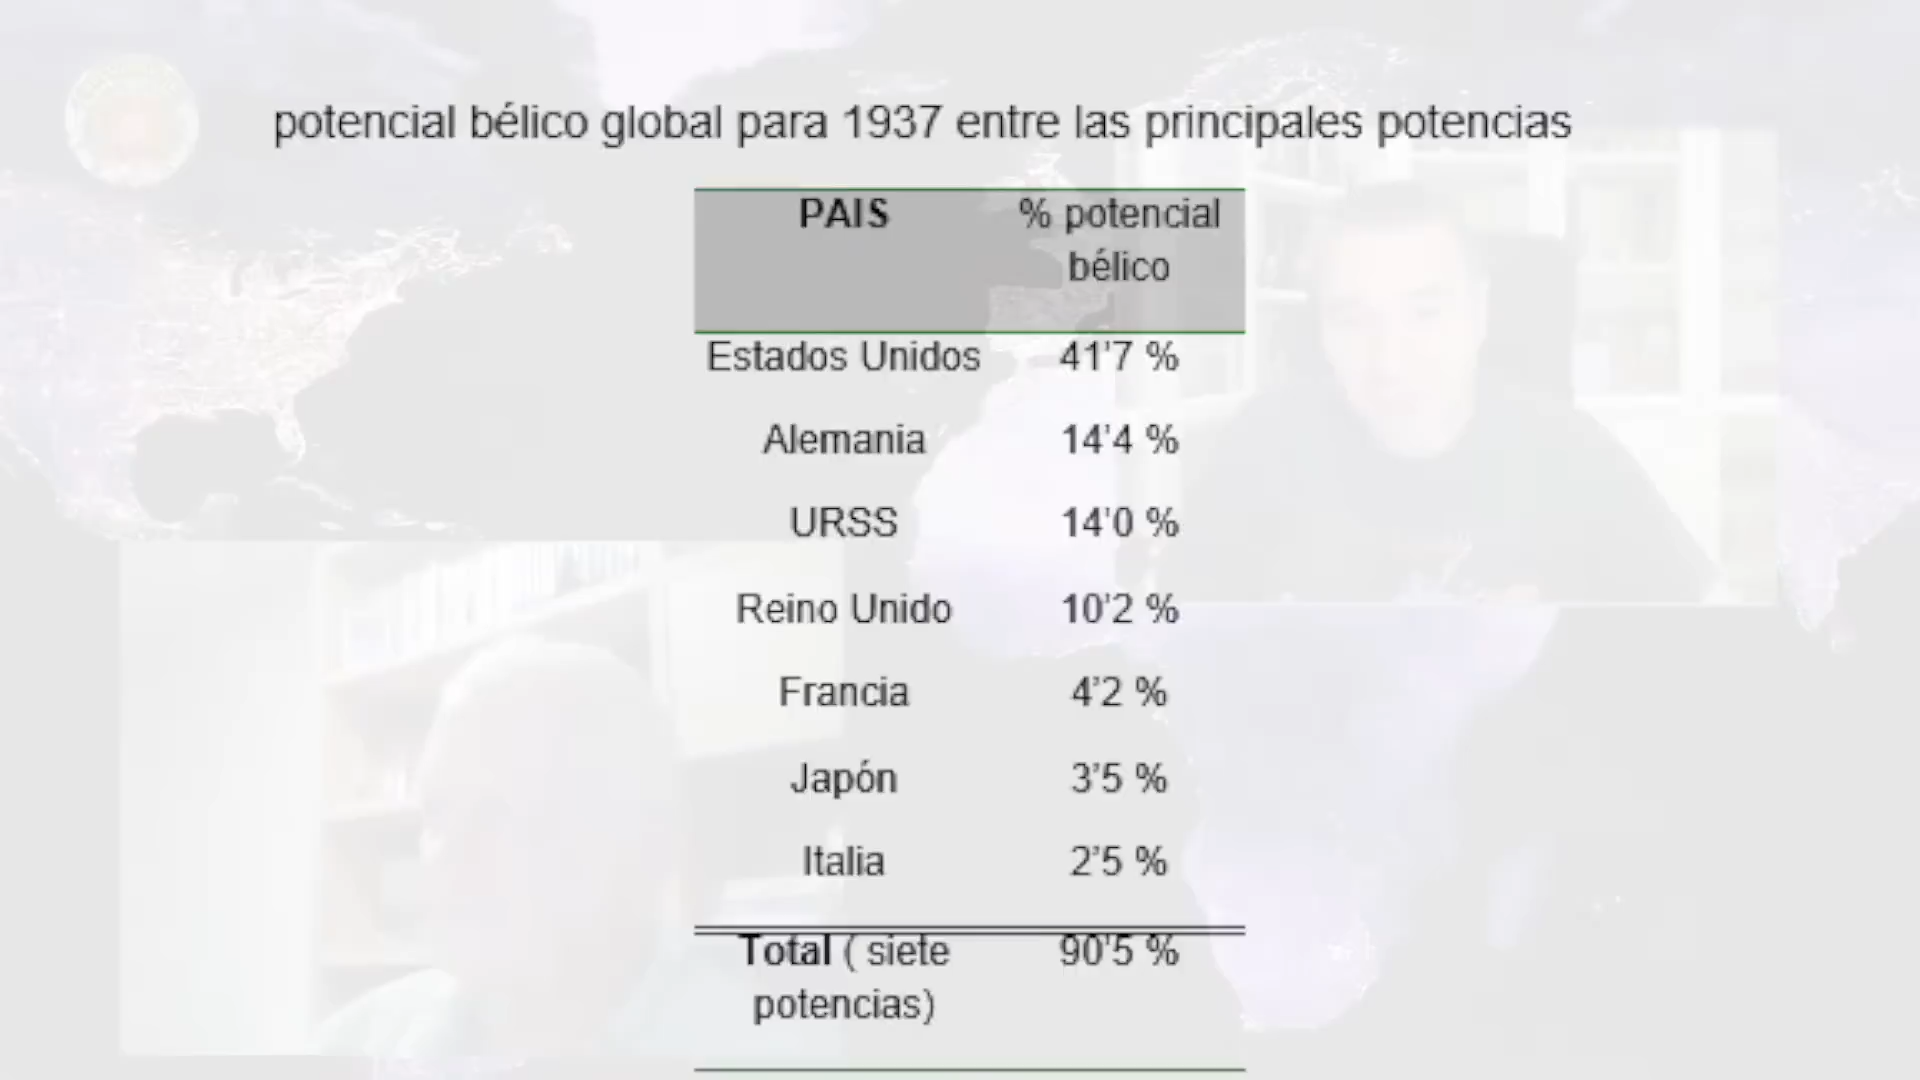 potencial bélico global para 1937 entre las principales potencias
PAIS % potencial
bélico
Estados Unidos 41'7 %
Alemania 14'4 %
URSS 14'0 %
Reino Unido 10'2 %
Francia 4'2 %
Japón 3'5 %
Italia 2'5 %
Total ( siete 90'5 %
potencias)